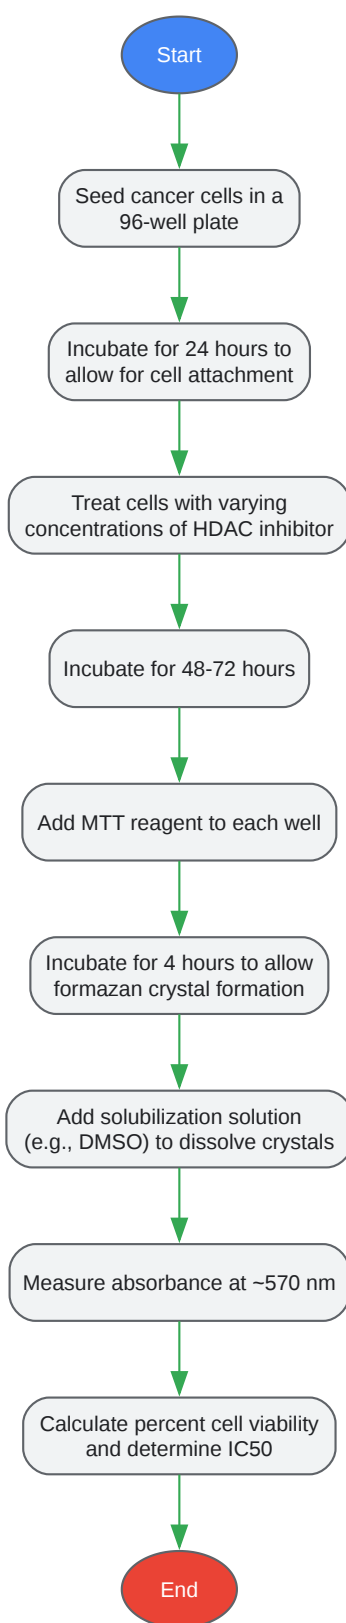 Start
Seed cancer cells in a
96-well plate
Incubate for 24 hours to
allow for cell attachment
Treat cells with varying
concentrations of HDAC inhibitor
Incubate for 48-72 hours
Add MTT reagent to each well
Incubate for 4 hours to allow
formazan crystal formation
Add solubilization solution
(e.g., DMSO) to dissolve crystals
Measure absorbance at ~570 nm
Calculate percent cell viability
and determine IC50
End